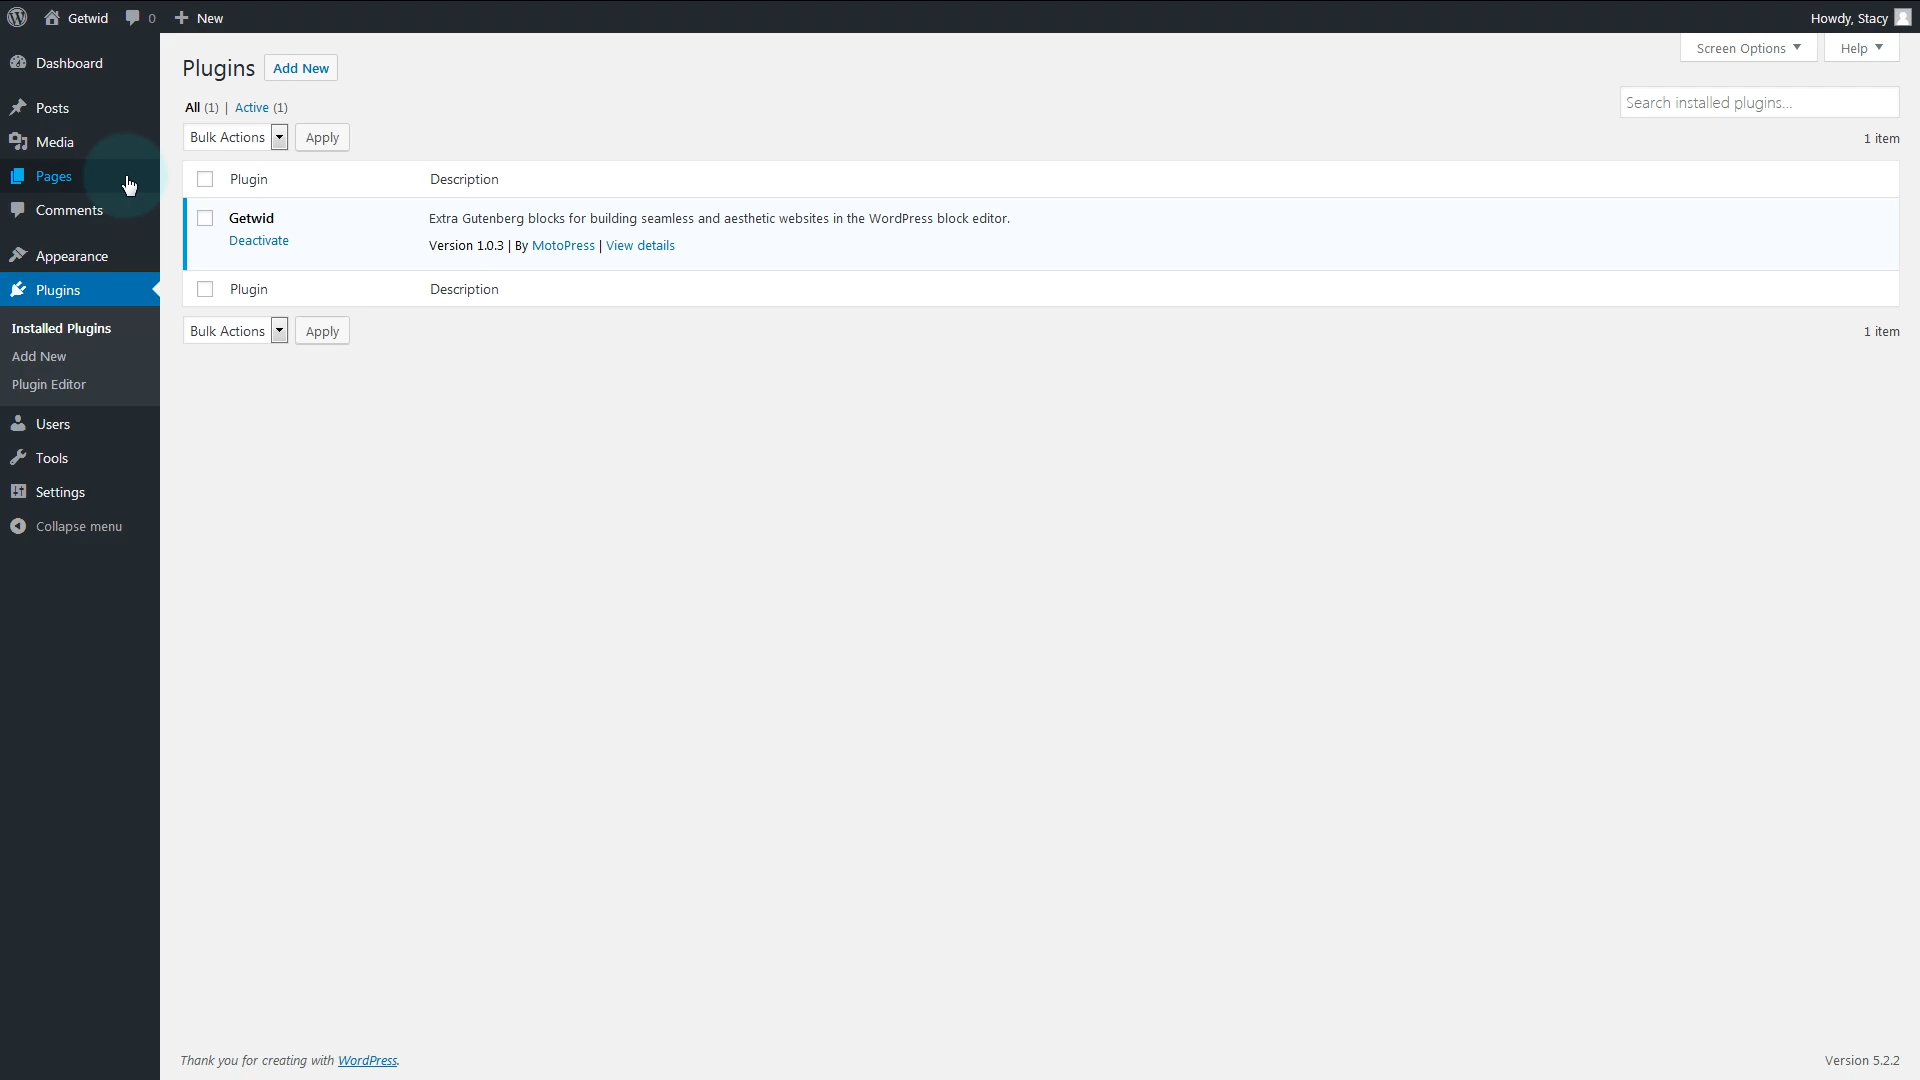 Getwid 0 New Howdy, Stacy
Screen Options Help
Dashboard
Posts
Media
Pages
Comments
Appearance
Plugins
Installed Plugins
Add New
Plugin Editor
Users
Tools
Settings
Collapse menu
Plugins Add New
All (1) | Active (1)
Search installed plugins...
Bulk Actions Apply 1 item
Plugin Description
Getwid Extra Gutenberg blocks for building seamless and aesthetic websites in the WordPress block editor.
Deactivate Version 1.0.3 | By MotoPress | View details
Plugin Description
Bulk Actions Apply 1 item
Thank you for creating with WordPress. Version 5.2.2